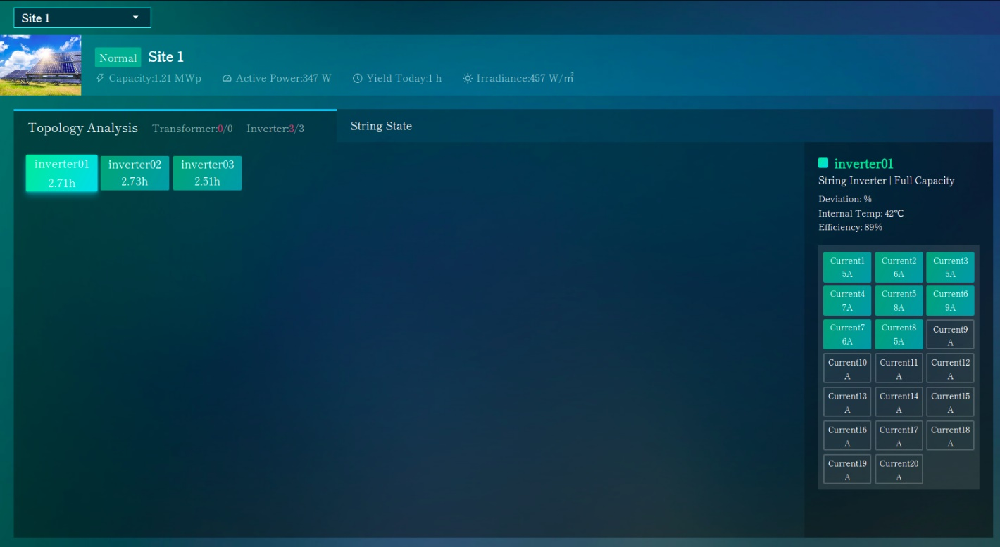 Site 1
Normal Site 1
Capacity:1.21 MWp Active Power:347 W Yield Today:1 h Irradiance:457 W/㎡
Topology Analysis Transformer:0/0 Inverter:3/3 String State
inverter01 inverter02 inverter03
2.71h 2.73h 2.51h
inverter01
String Inverter | Full Capacity
Deviation: %
Internal Temp: 42℃
Efficiency: 89%
Current1 Current2 Current3
5A 6A 5A
Current4 Current5 Current6
7A 8A 9A
Current7 Current8 Current9
6A 5A A
Current10 Current11 Current12
A A A
Current13 Current14 Current15
A A A
Current16 Current17 Current18
A A A
Current19 Current20
A A